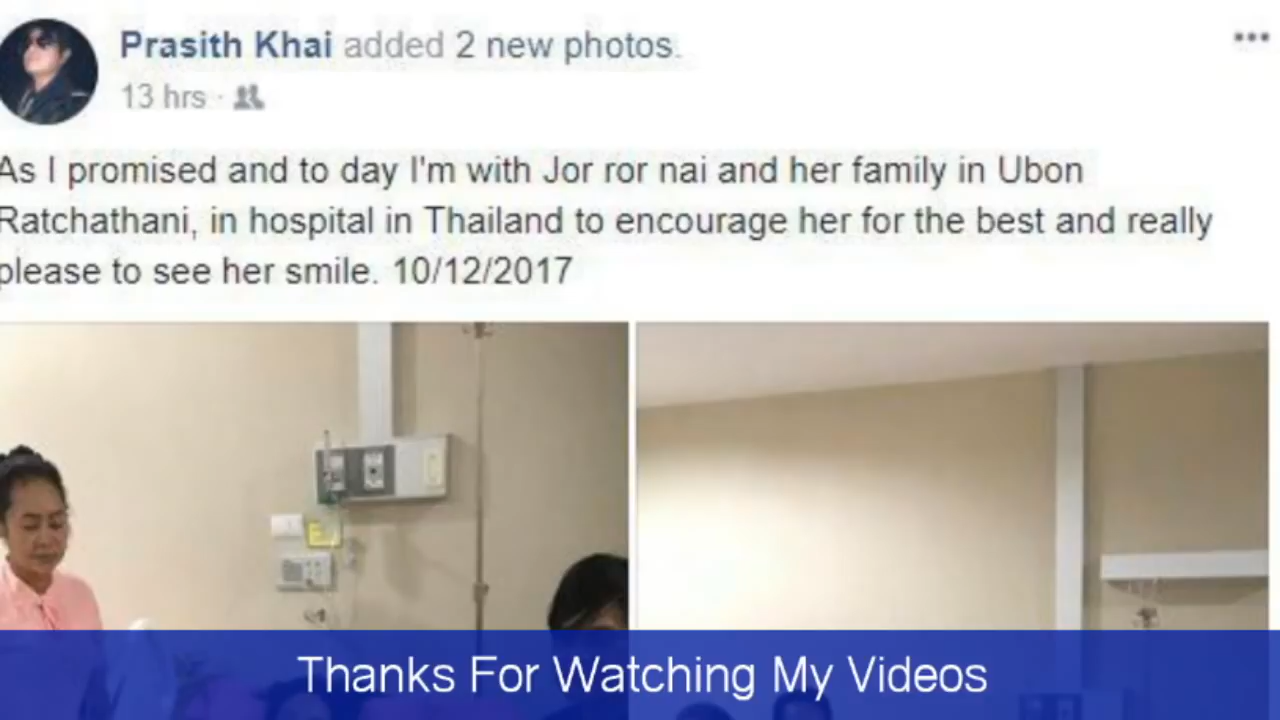 Prasith Khai added 2 new photos.
13 hrs ·
As I promised and to day I'm with Jor ror nai and her family in Ubon
Ratchathani, in hospital in Thailand to encourage her for the best and really
please to see her smile. 10/12/2017
Thanks For Watching My Videos